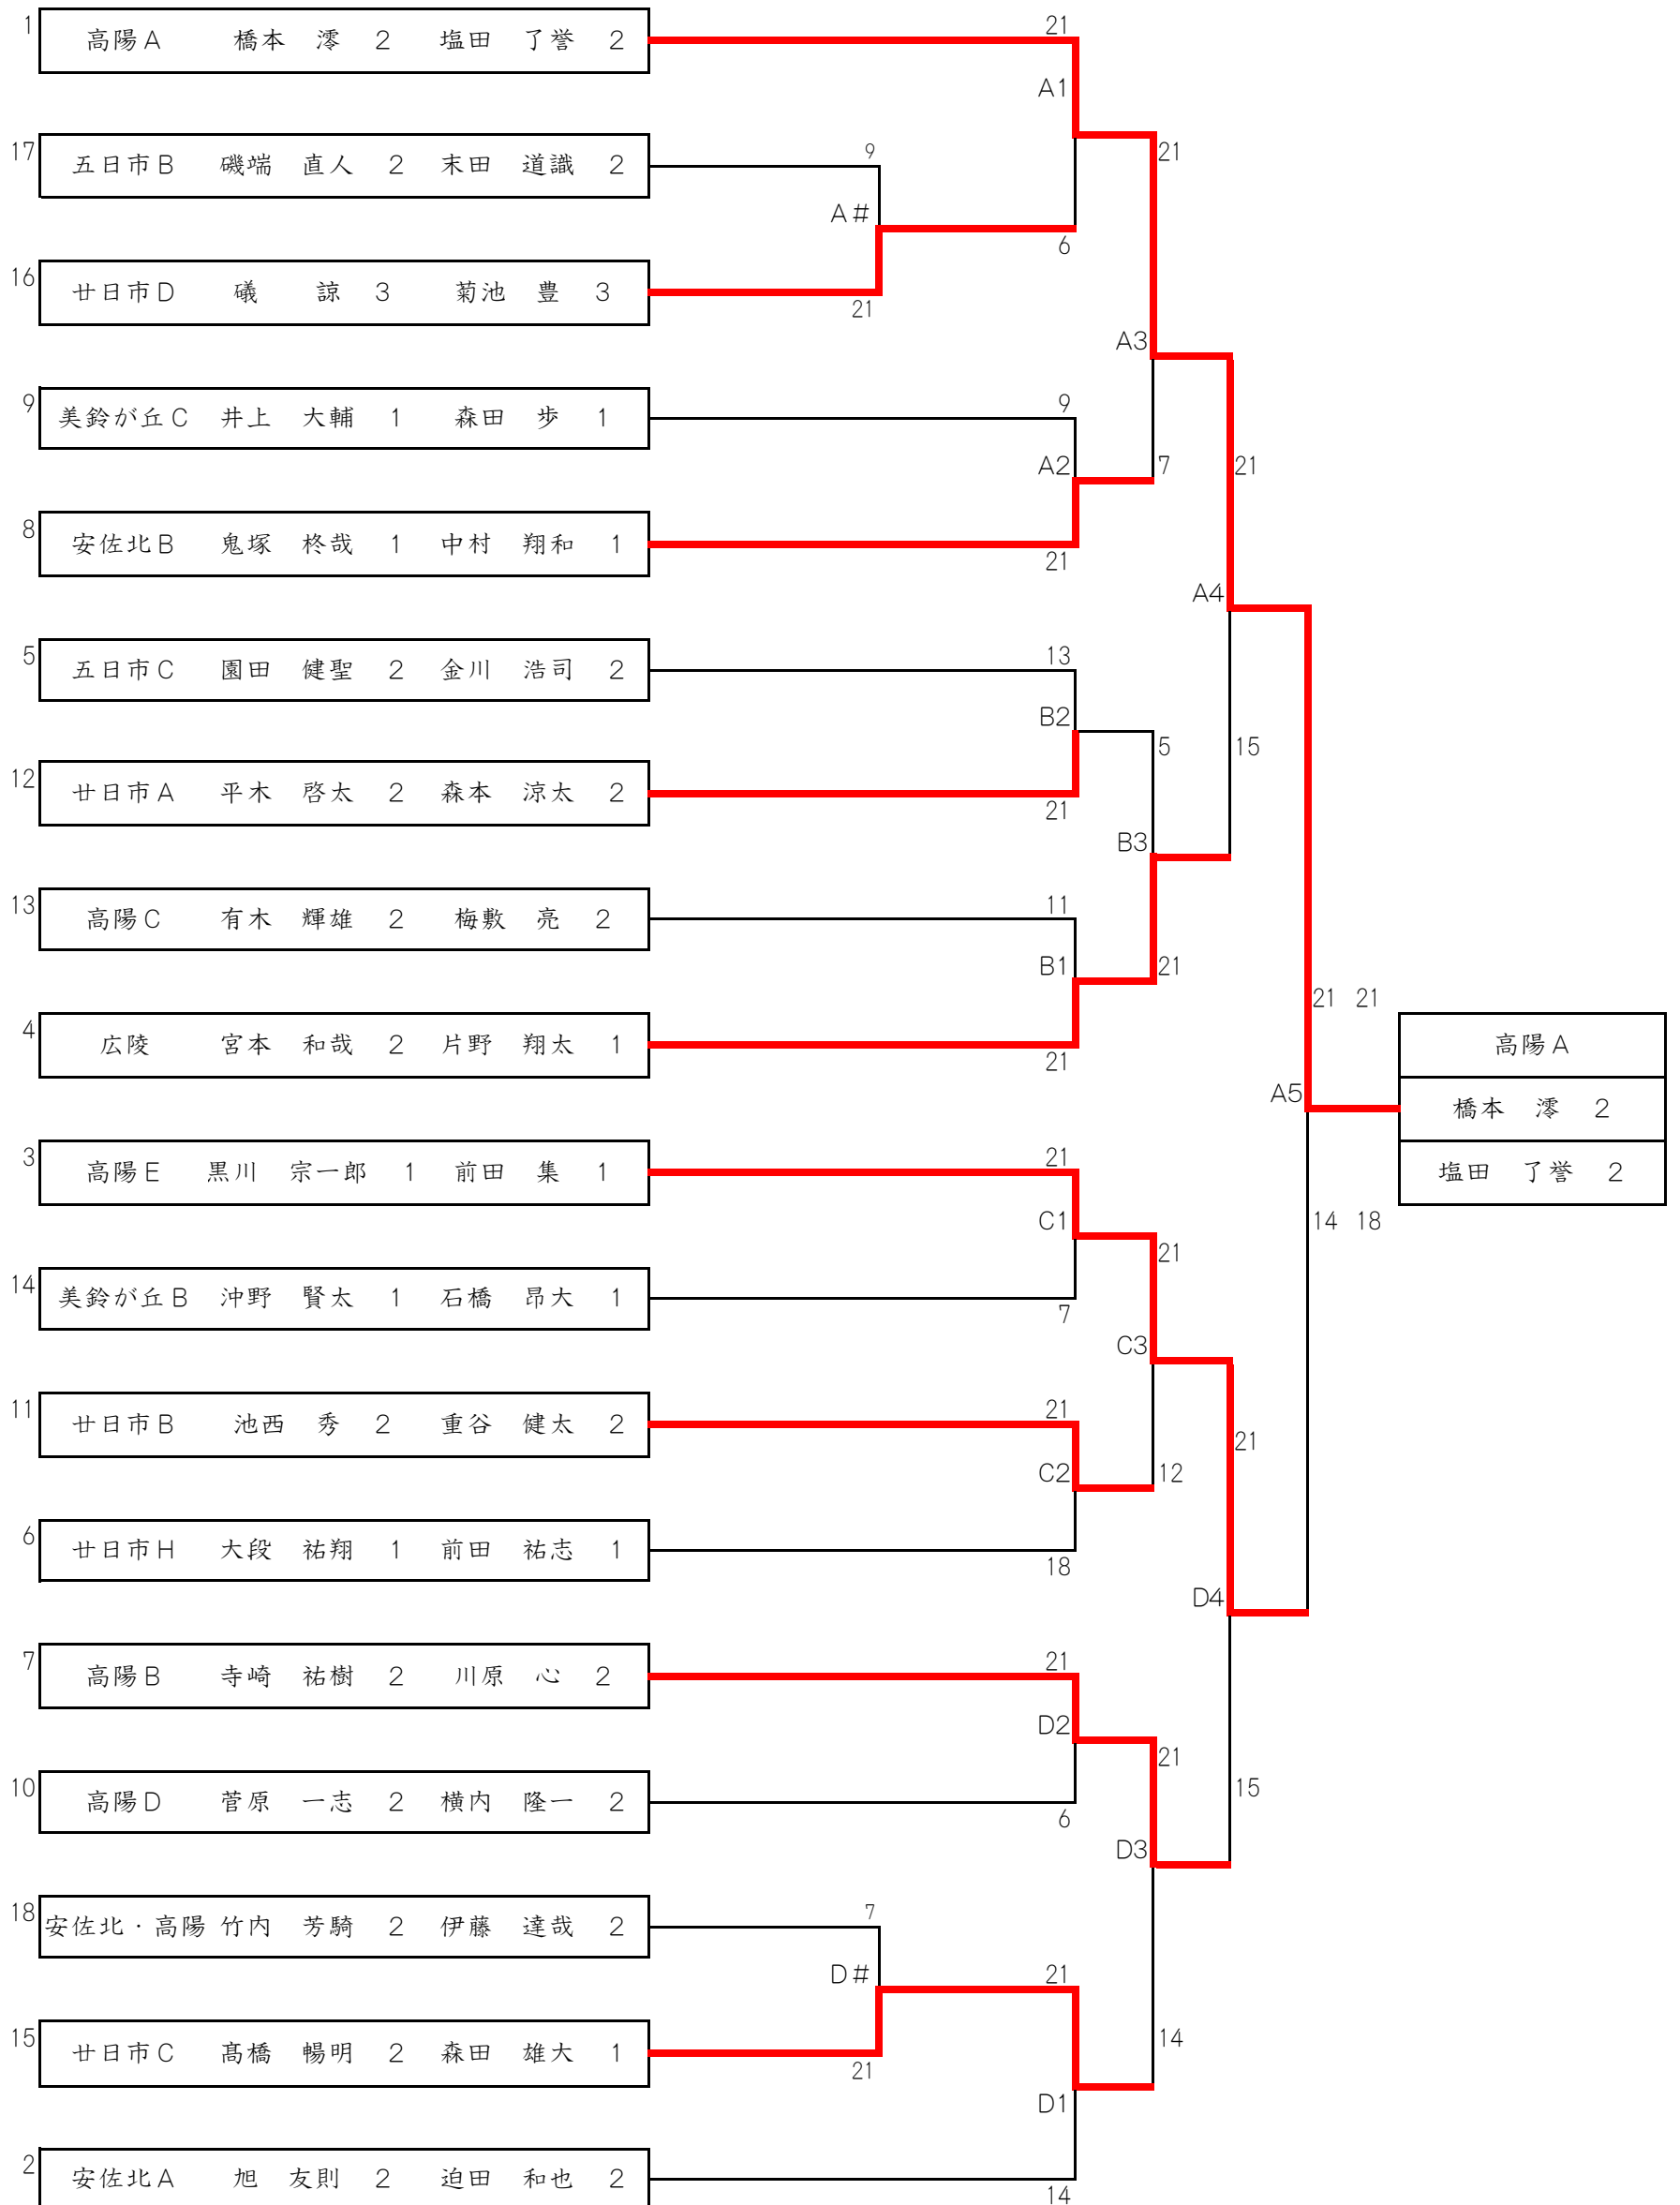 1 高陽A 橋本 澪 2 塩田 了誉 2
21
A1
17 五日市B 磯端 直人 2 末田 道識 2
9
21
A#
6
16 廿日市D 礒 諒 3 菊池 豊 3
21
A3
9 美鈴が丘C 井上 大輔 1 森田 歩 1
9
A2
7
21
8 安佐北B 鬼塚 柊哉 1 中村 翔和 1
21
A4
5 五日市C 園田 健聖 2 金川 浩司 2
13
B2
5
15
12 廿日市A 平木 啓太 2 森本 涼太 2
21
B3
13 高陽C 有木 輝雄 2 梅敷 亮 2
11
B1
21
21 21
4 広陵 宮本 和哉 2 片野 翔太 1
21
高陽A
A5
橋本 澪 2
塩田 了誉 2
3 高陽E 黒川 宗一郎 1 前田 集 1
21
C1
21
14 18
14 美鈴が丘B 沖野 賢太 1 石橋 昂大 1
7
C3
11 廿日市B 池西 秀 2 重谷 健太 2
21
21
C2
12
6 廿日市H 大段 祐翔 1 前田 祐志 1
18
D4
7 高陽B 寺崎 祐樹 2 川原 心 2
21
D2
21
10 高陽D 菅原 一志 2 横内 隆一 2
15
6
D3
18 安佐北・高陽 竹内 芳騎 2 伊藤 達哉 2
7
D#
21
15 廿日市C 髙橋 暢明 2 森田 雄大 1
14
21
D1
2 安佐北A 旭 友則 2 迫田 和也 2
14